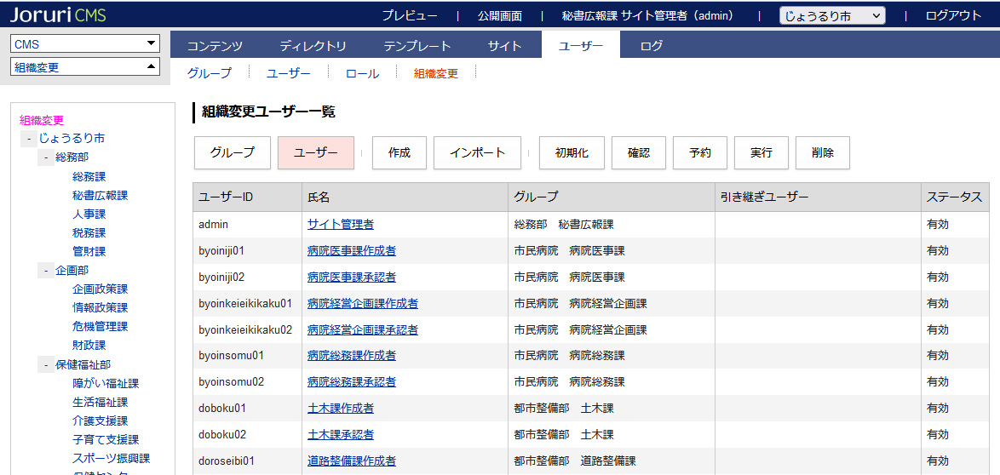 Joruri CMS
プレビュー | 公開画面 | 秘書広報課 サイト管理者（admin） | じょうるり市 | ログアウト
CMS
組織変更
コンテンツ ディレクトリ テンプレート サイト ユーザー ログ
グループ ユーザー ロール 組織変更
組織変更
- じょうるり市
- 総務部
総務課
秘書広報課
人事課
税務課
管財課
- 企画部
企画政策課
情報政策課
危機管理課
財政課
- 保健福祉部
障がい福祉課
生活福祉課
介護支援課
子育て支援課
スポーツ振興課
組織変更ユーザー一覧
グループ ユーザー 作成 インポート 初期化 確認 予約 実行 削除
ユーザーID 氏名 グループ 引き継ぎユーザー ステータス
admin サイト管理者 総務部 秘書広報課 有効
byoiniji01 病院医事課作成者 市民病院 病院医事課 有効
byoiniji02 病院医事課承認者 市民病院 病院医事課 有効
byoinkeieikikaku01 病院経営企画課作成者 市民病院 病院経営企画課 有効
byoinkeieikikaku02 病院経営企画課承認者 市民病院 病院経営企画課 有効
byoinsomu01 病院総務課作成者 市民病院 病院総務課 有効
byoinsomu02 病院総務課承認者 市民病院 病院総務課 有効
doboku01 土木課作成者 都市整備部 土木課 有効
doboku02 土木課承認者 都市整備部 土木課 有効
doroseibi01 道路整備課作成者 都市整備部 道路整備課 有効